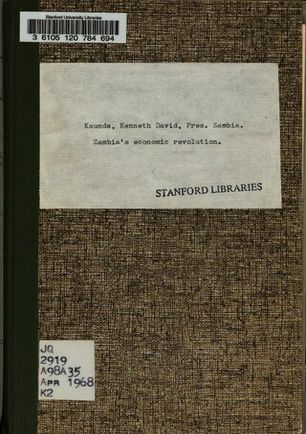 Stanford University Libraries
3 6105 120 784 694
Kaunda, Kenneth David, Pres. Zambia.
Zambia's economic revolution.
STANFORD LIBRARIES
JQ
2919
A98A35
APR 1968
K2